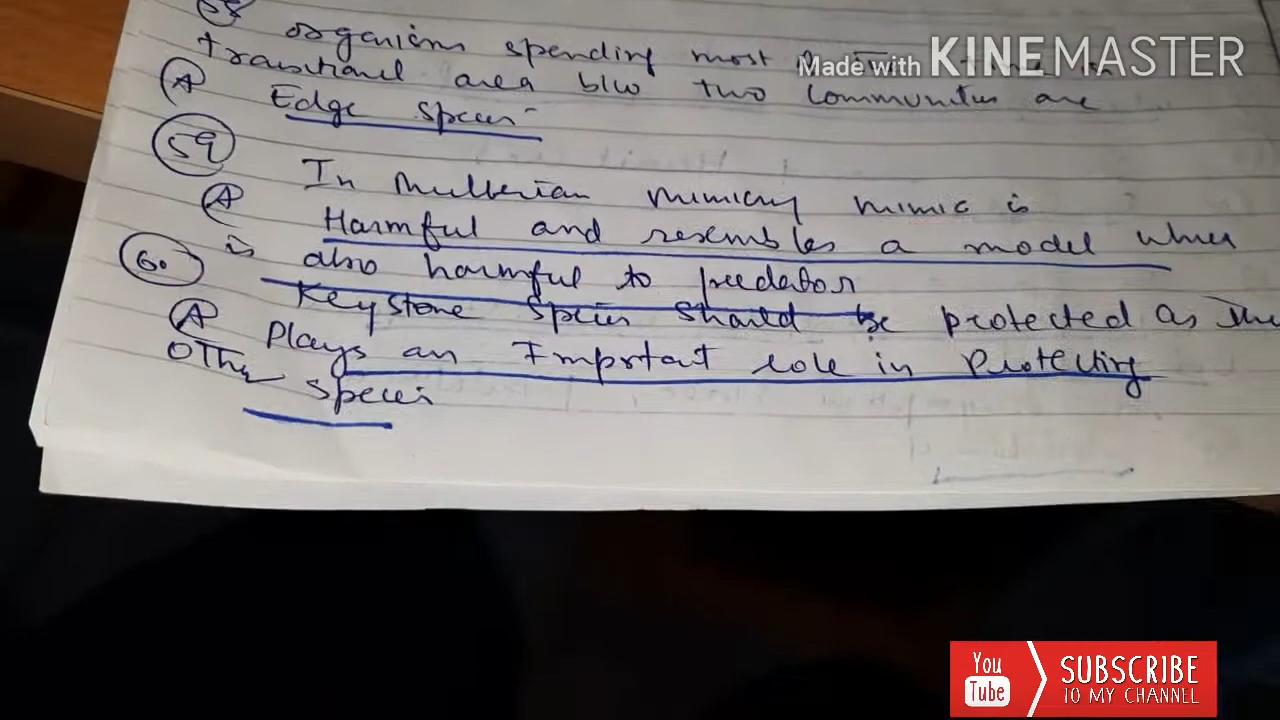 organism spending most
Made with KINEMASTER
transitional area b/w two communities are
A Edge species
59 In Mullerian mimicry mimic is
A Harmful and resembles a model which
is also harmful to predator
60 Keystone species should be protected as
A Plays an Important role in Protecting
other species
You Tube SUBSCRIBE
TO MY CHANNEL